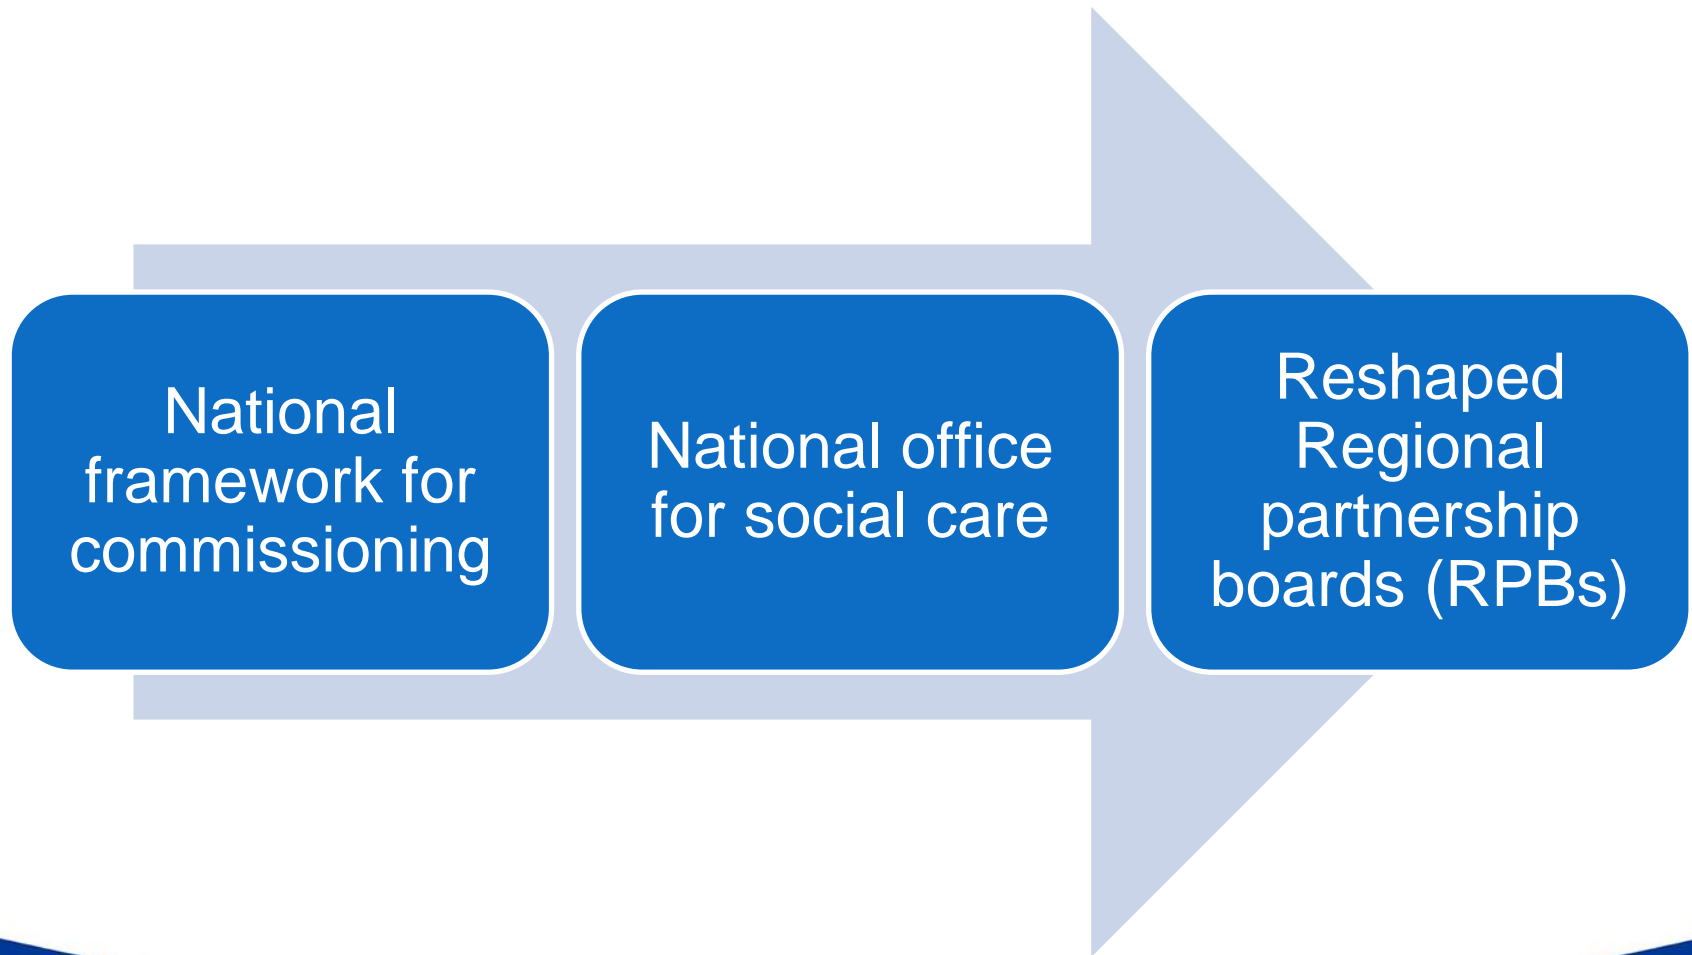 National
framework for
commissioning
National office
for social care
Reshaped
Regional
partnership
boards (RPBs)